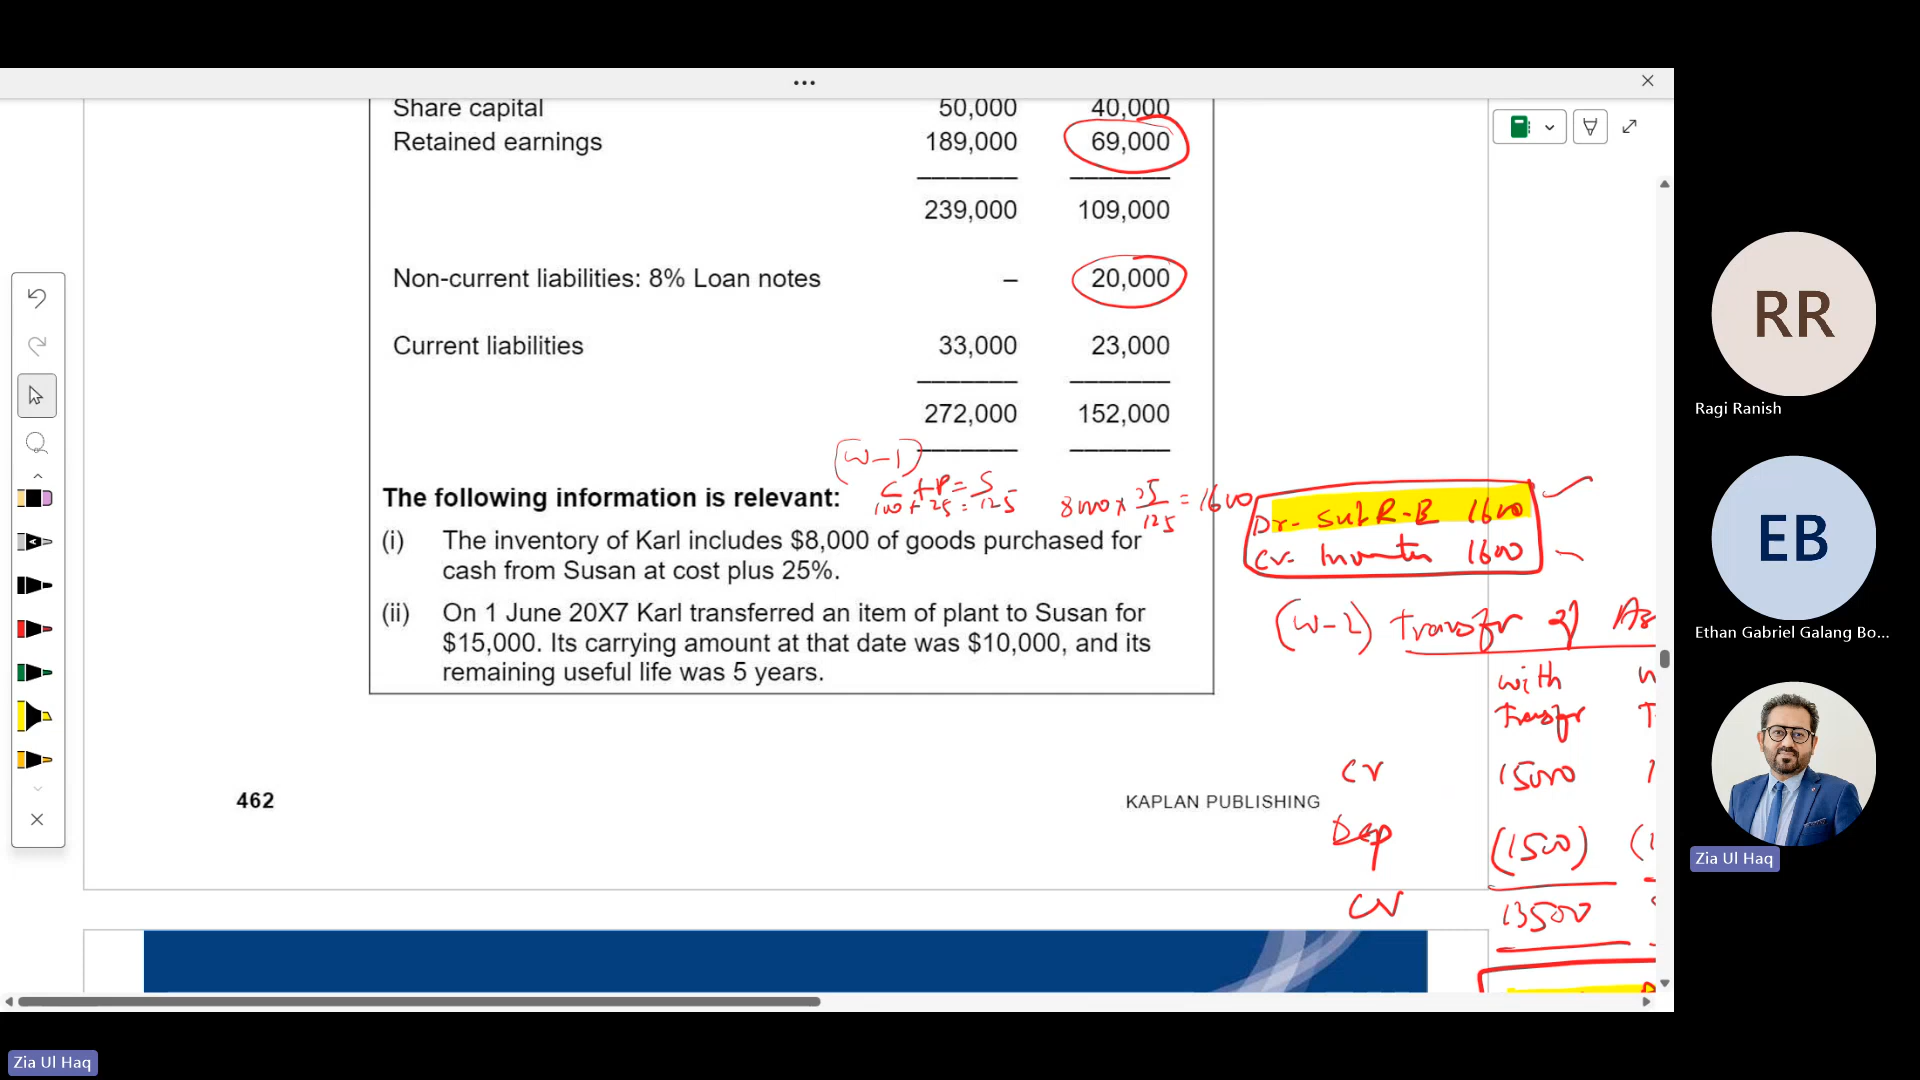 Share capital 50,000 40,000
Retained earnings 189,000 69,000
239,000 109,000
Non-current liabilities: 8% Loan notes – 20,000
Current liabilities 33,000 23,000
272,000 152,000
(W-1)
The following information is relevant:
C + P = S
100 + 25 = 125
8000 × 25/125 = 1600
Dr- Sub R-E 1600
Cr- Inventory 1600
(i) The inventory of Karl includes $8,000 of goods purchased for
cash from Susan at cost plus 25%.
(ii) On 1 June 20X7 Karl transferred an item of plant to Susan for
$15,000. Its carrying amount at that date was $10,000, and its
remaining useful life was 5 years.
(W-2) Transfer of
with
Transfer
CV 15000
Dep (1500)
CV 13500
462 KAPLAN PUBLISHING
RR
Ragi Ranish
EB
Ethan Gabriel Galang Bo...
Zia Ul Haq
Zia Ul Haq